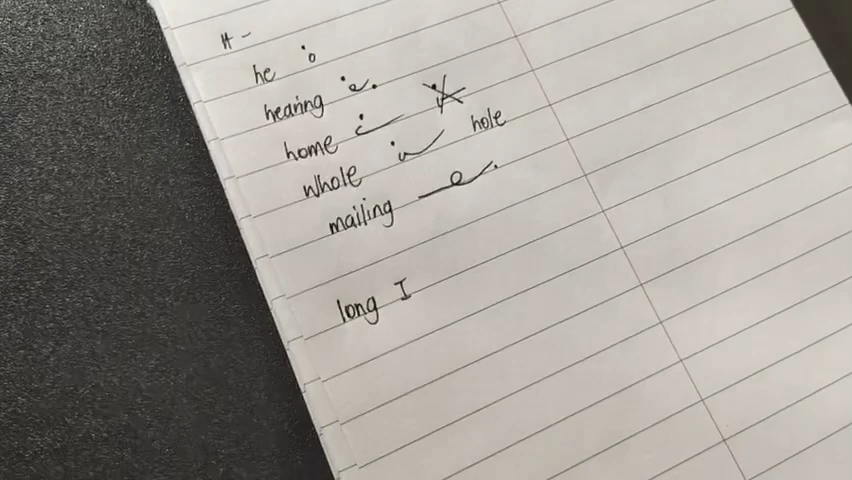 H -
he
hearing
home
whole hole
mailing
long I